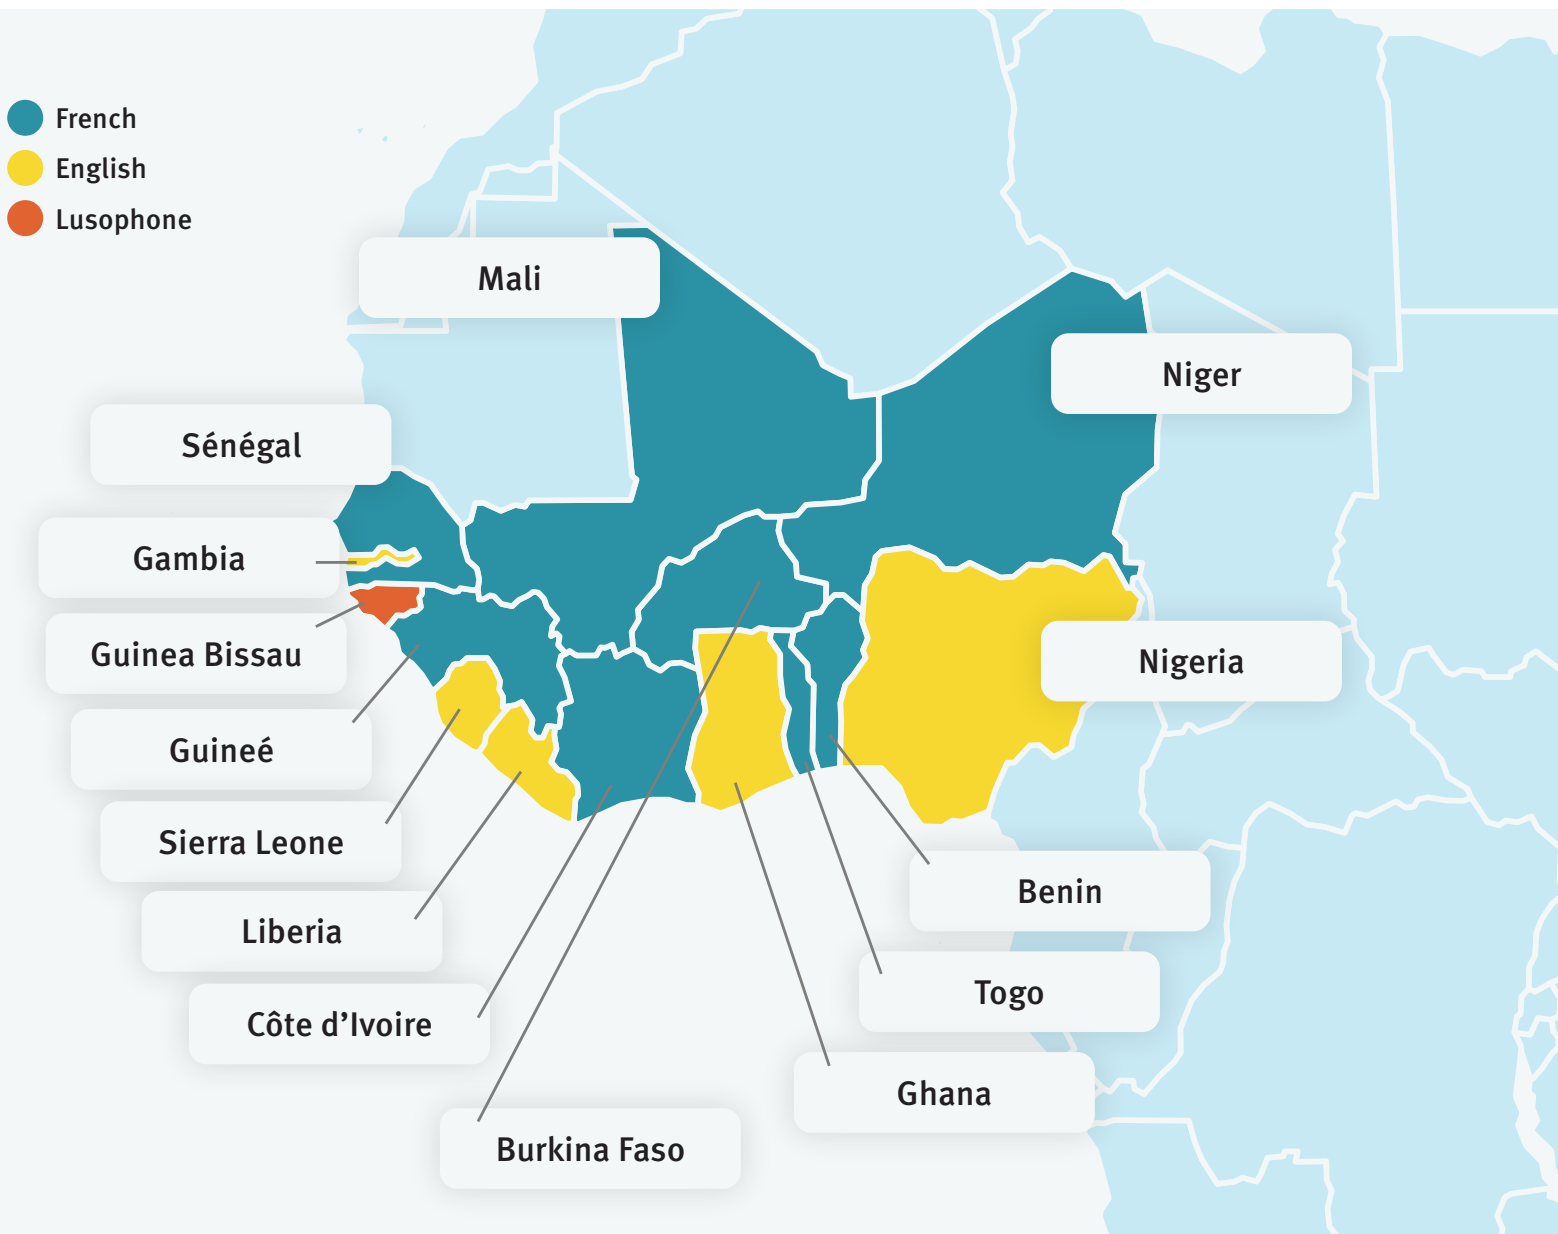 French
English
Lusophone
Mali
Niger
Sénégal
Gambia
Guinea Bissau
Nigeria
Guineé
Sierra Leone
Benin
Liberia
Togo
Côte d’Ivoire
Ghana
Burkina Faso